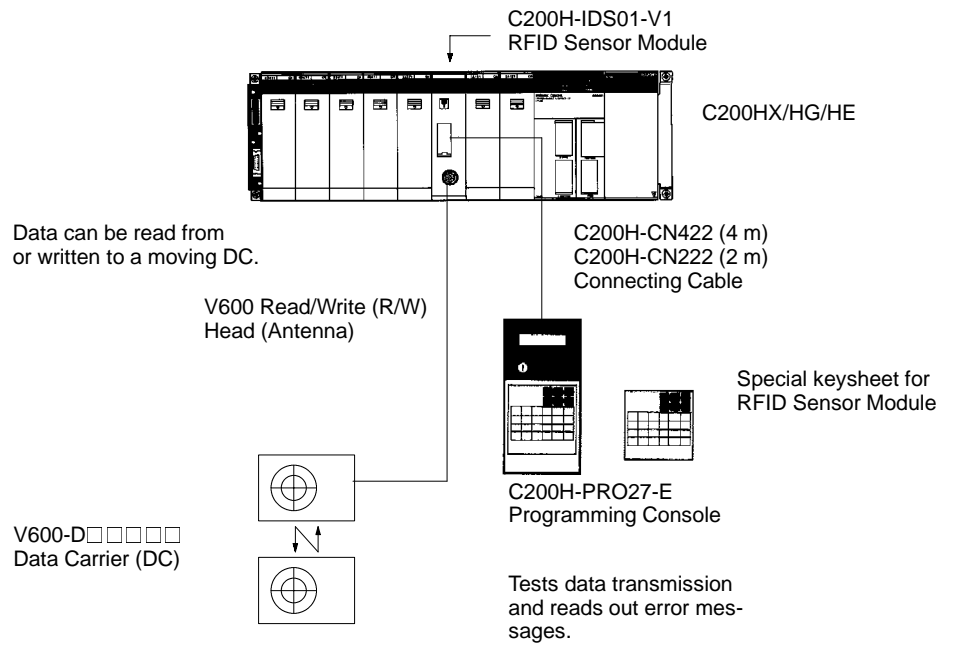 C200H-IDS01-V1
RFID Sensor Module
C200HX/HG/HE
Data can be read from
or written to a moving DC.
C200H-CN422 (4 m)
C200H-CN222 (2 m)
Connecting Cable
V600 Read/Write (R/W)
Head (Antenna)
Special keysheet for
RFID Sensor Module
C200H-PRO27-E
Programming Console
V600-D□□□□□
Data Carrier (DC)
Tests data transmission
and reads out error mes-
sages.